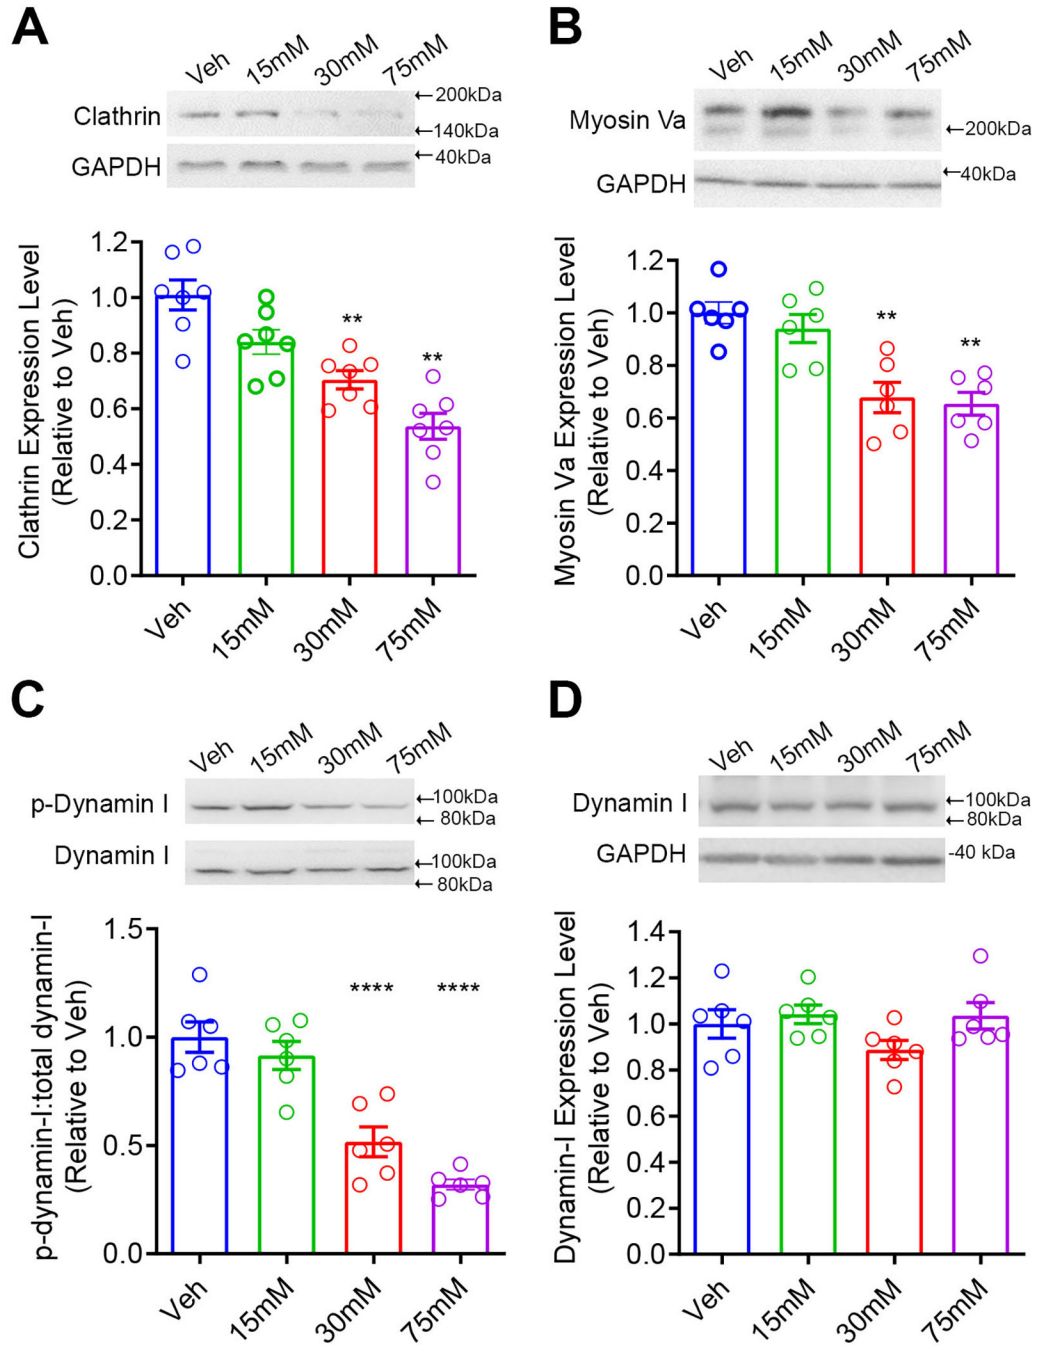 A
Veh 15mM 30mM 75mM
Clathrin
←200kDa
←140kDa
GAPDH
←40kDa
Clathrin Expression Level
(Relative to Veh)
1.2
1.0
0.8
0.6
0.4
0.2
0.0
**
**
Veh 15mM 30mM 75mM
B
Veh 15mM 30mM 75mM
Myosin Va
←200kDa
GAPDH
←40kDa
Myosin Va Expression Level
(Relative to Veh)
1.2
1.0
0.8
0.6
0.4
0.2
0.0
**
**
Veh 15mM 30mM 75mM
C
Veh 15mM 30mM 75mM
p-Dynamin I
←100kDa
← 80kDa
Dynamin I
←100kDa
← 80kDa
p-dynamin-I:total dynamin-I
(Relative to Veh)
1.5
1.0
0.5
0.0
**** ****
Veh 15mM 30mM 75mM
D
Veh 15mM 30mM 75mM
Dynamin I
←100kDa
←80kDa
GAPDH
-40 kDa
Dynamin-I Expression Level
(Relative to Veh)
1.4
1.2
1.0
0.8
0.6
0.4
0.2
0.0
Veh 15mM 30mM 75mM